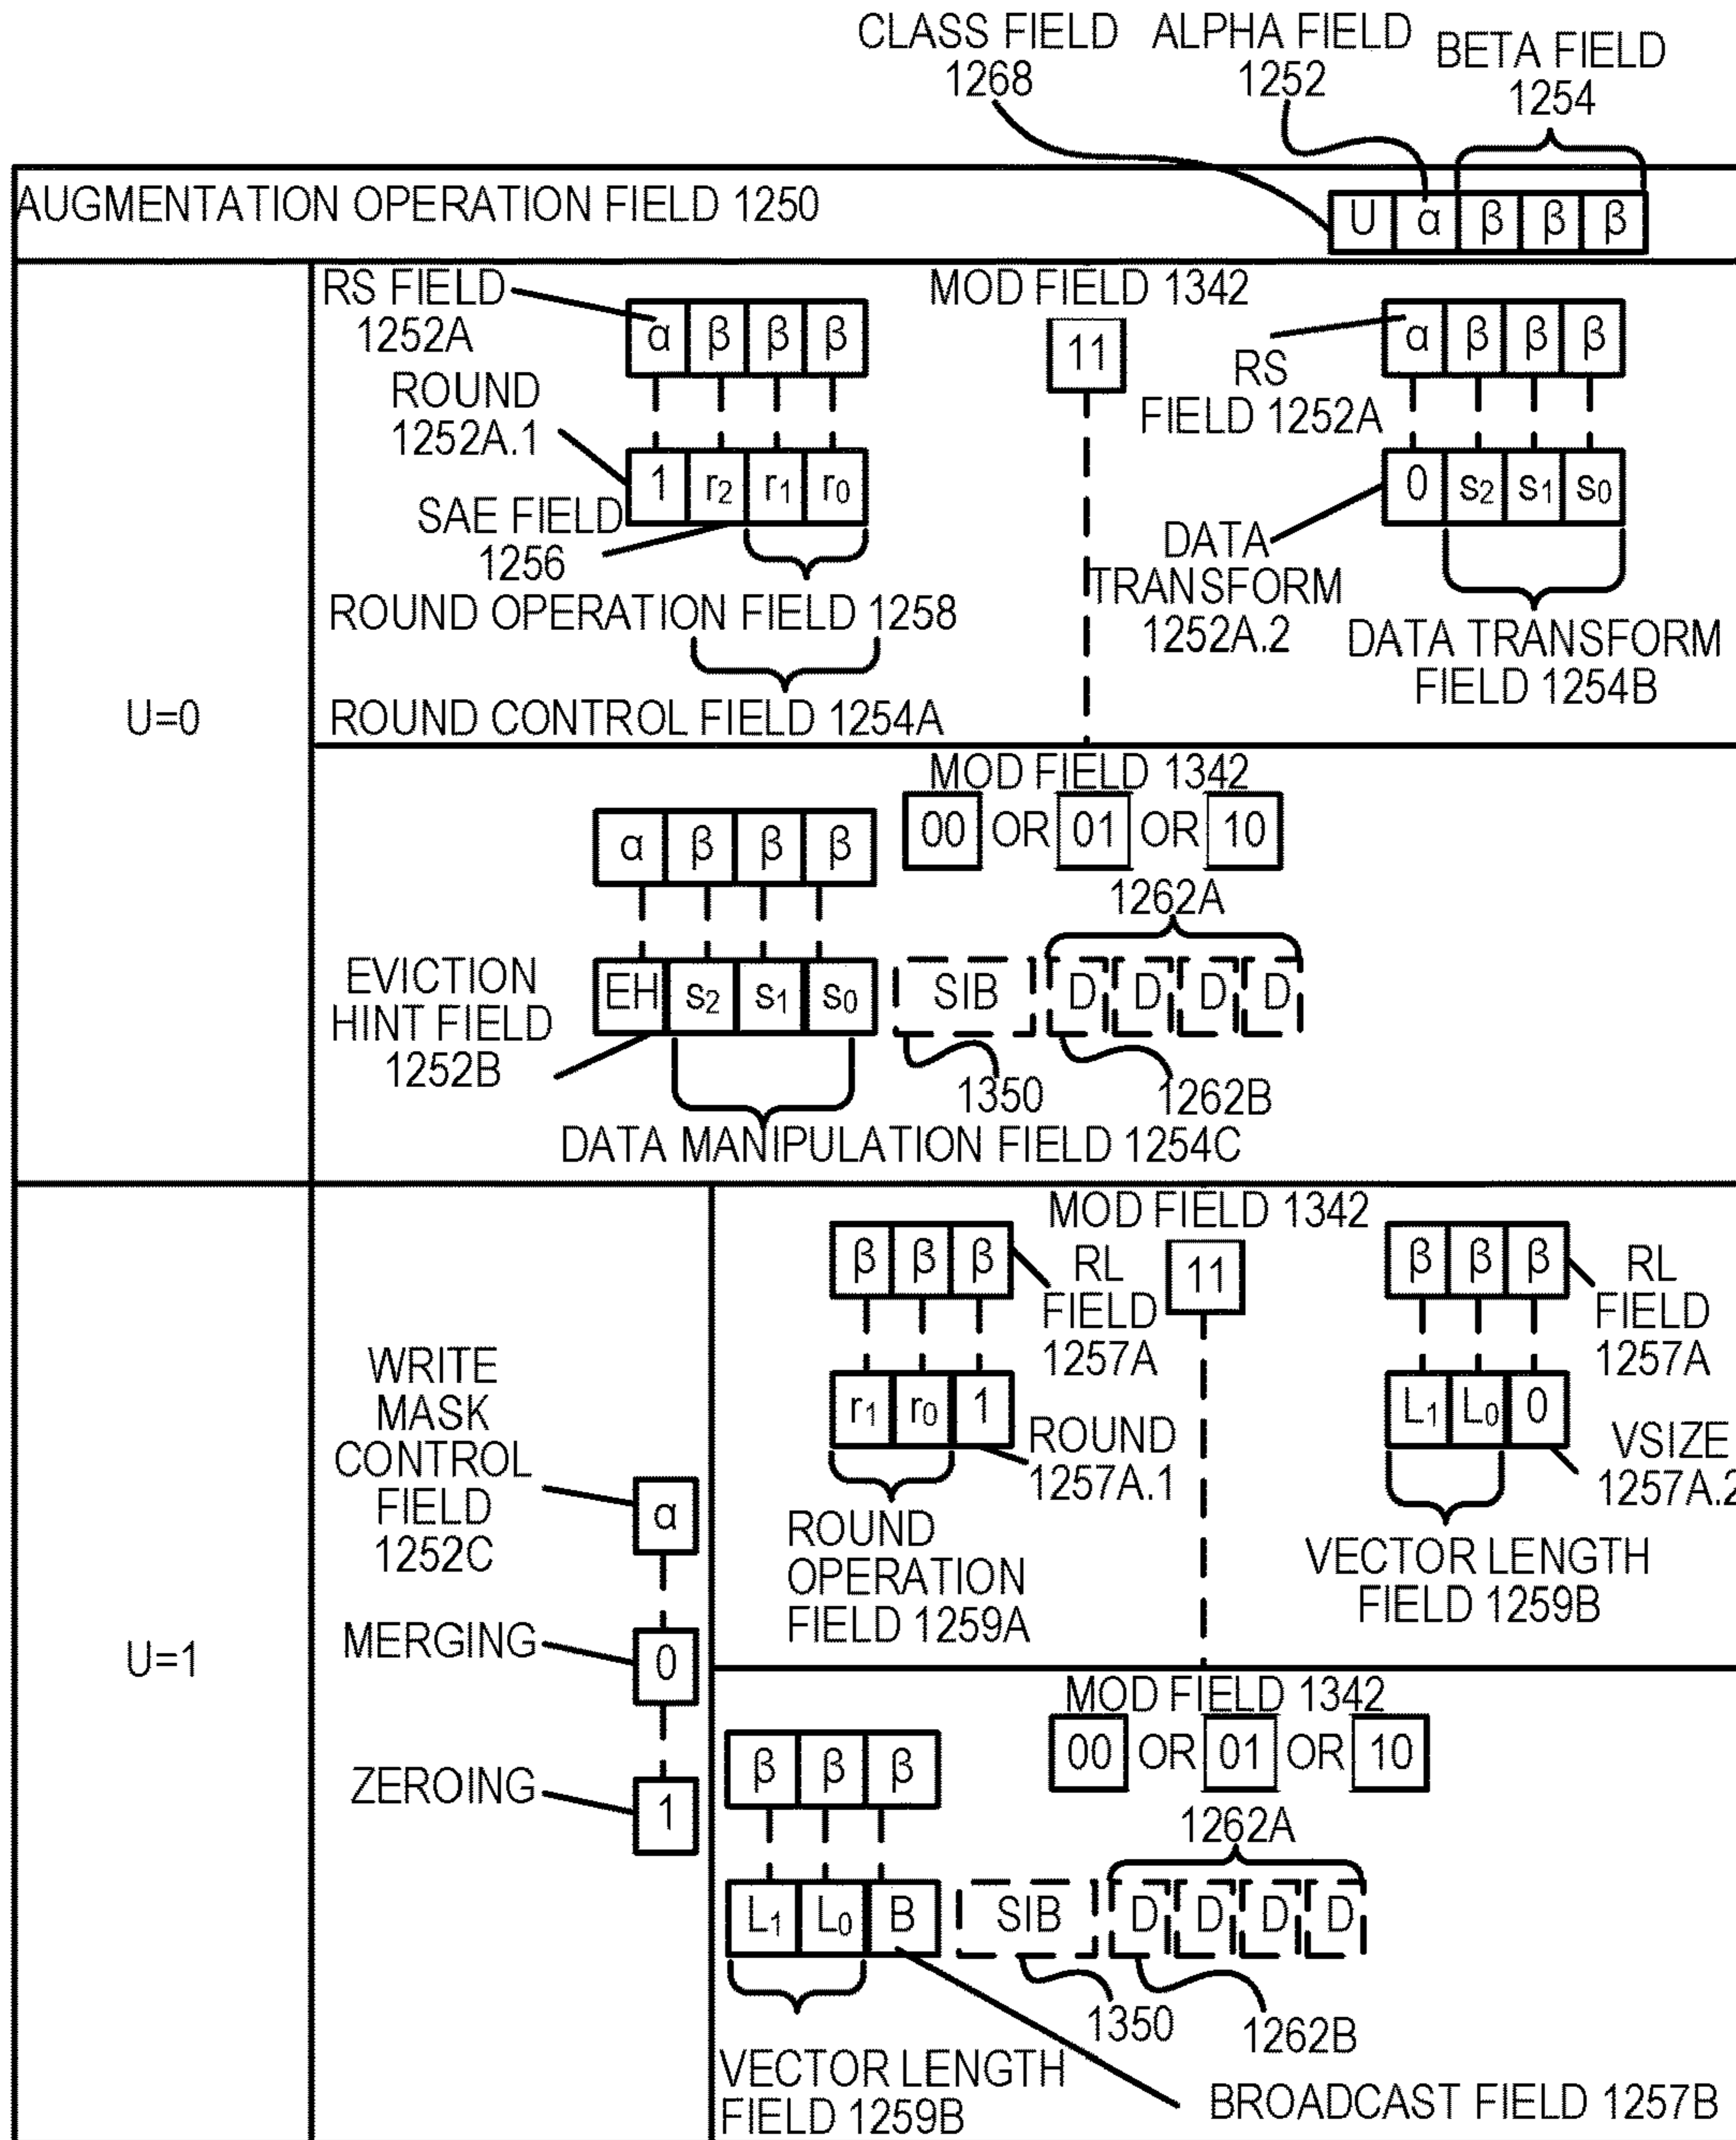 CLASS FIELD
1268
ALPHA FIELD
1252
BETA FIELD
1254
AUGMENTATION OPERATION FIELD 1250
U α β β β
U=0
RS FIELD
1252A
α β β β
ROUND
1252A.1
1 r₂ r₁ r₀
SAE FIELD
1256
ROUND OPERATION FIELD 1258
ROUND CONTROL FIELD 1254A
MOD FIELD 1342
11
α β β β
RS
FIELD 1252A
0 s₂ s₁ s₀
DATA
TRANSFORM
1252A.2
DATA TRANSFORM
FIELD 1254B
MOD FIELD 1342
00 OR 01 OR 10
α β β β
1262A
EVICTION
HINT FIELD
1252B
EH s₂ s₁ s₀
SIB
D D D D
1350
1262B
DATA MANIPULATION FIELD 1254C
U=1
WRITE
MASK
CONTROL
FIELD
1252C
α
MERGING
0
ZEROING
1
MOD FIELD 1342
11
β β β
RL
FIELD
1257A
r₁ r₀ 1
ROUND
1257A.1
ROUND
OPERATION
FIELD 1259A
β β β
RL
FIELD
1257A
L₁ L₀ 0
VSIZE
1257A.2
VECTOR LENGTH
FIELD 1259B
MOD FIELD 1342
00 OR 01 OR 10
β β β
1262A
L₁ L₀ B
SIB
D D D D
1350
1262B
VECTOR LENGTH
FIELD 1259B
BROADCAST FIELD 1257B